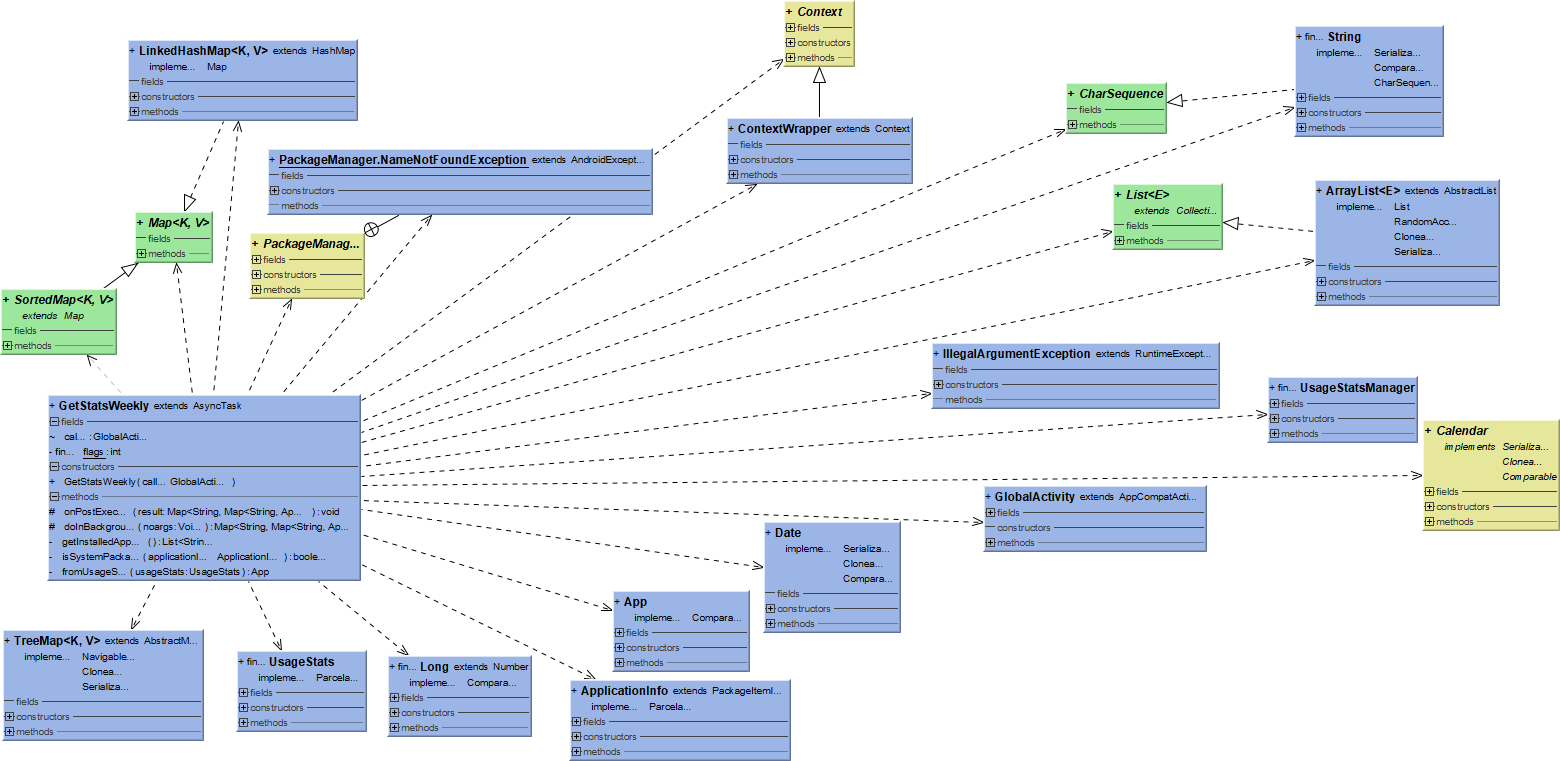 + Context
fields
constructors
methods
+ LinkedHashMap<K, V> extends HashMap
impleme... Map
fields
constructors
methods
+ fin... String
impleme... Serializa...
Compara...
CharSequen...
fields
constructors
methods
+ CharSequence
fields
methods
+ ContextWrapper extends Context
fields
constructors
methods
+ PackageManager.NameNotFoundException extends AndroidExcept...
fields
constructors
methods
+ List<E>
extends Collecti...
fields
methods
+ ArrayList<E> extends AbstractList
impleme... List
RandomAcc...
Clonea...
Serializa...
fields
constructors
methods
+ Map<K, V>
fields
methods
+ PackageManag...
fields
constructors
methods
+ SortedMap<K, V>
extends Map
fields
methods
+ IllegalArgumentException extends RuntimeExcept...
fields
constructors
methods
+ fin... UsageStatsManager
fields
constructors
methods
+ GetStatsWeekly extends AsyncTask
fields
~ cal... : GlobalActi...
- fin... flags : int
constructors
+ GetStatsWeekly ( call... GlobalActi... )
methods
# onPostExec... ( result: Map<String, Map<String, Ap... ) : void
# doInBackgrou... ( noargs: Voi... ) : Map<String, Map<String, Ap...
- getInstalledApp... () : List<Strin...
- isSystemPacka... ( applicationI... ApplicationI... ) : boole...
- fromUsageS... ( usageStats: UsageStats ) : App
+ Calendar
implements Serializa...
Clonea...
Comparable
fields
constructors
methods
+ GlobalActivity extends AppCompatActi...
fields
constructors
methods
+ Date
impleme... Serializa...
Clonea...
Compara...
fields
constructors
methods
+ App
impleme... Compara...
fields
constructors
methods
+ TreeMap<K, V> extends AbstractM...
impleme... Navigable...
Clonea...
Serializa...
fields
constructors
methods
+ fin... UsageStats
impleme... Parcela...
fields
constructors
methods
+ fin... Long extends Number
impleme... Compara...
fields
constructors
methods
+ ApplicationInfo extends PackageItemI...
impleme... Parcela...
fields
constructors
methods